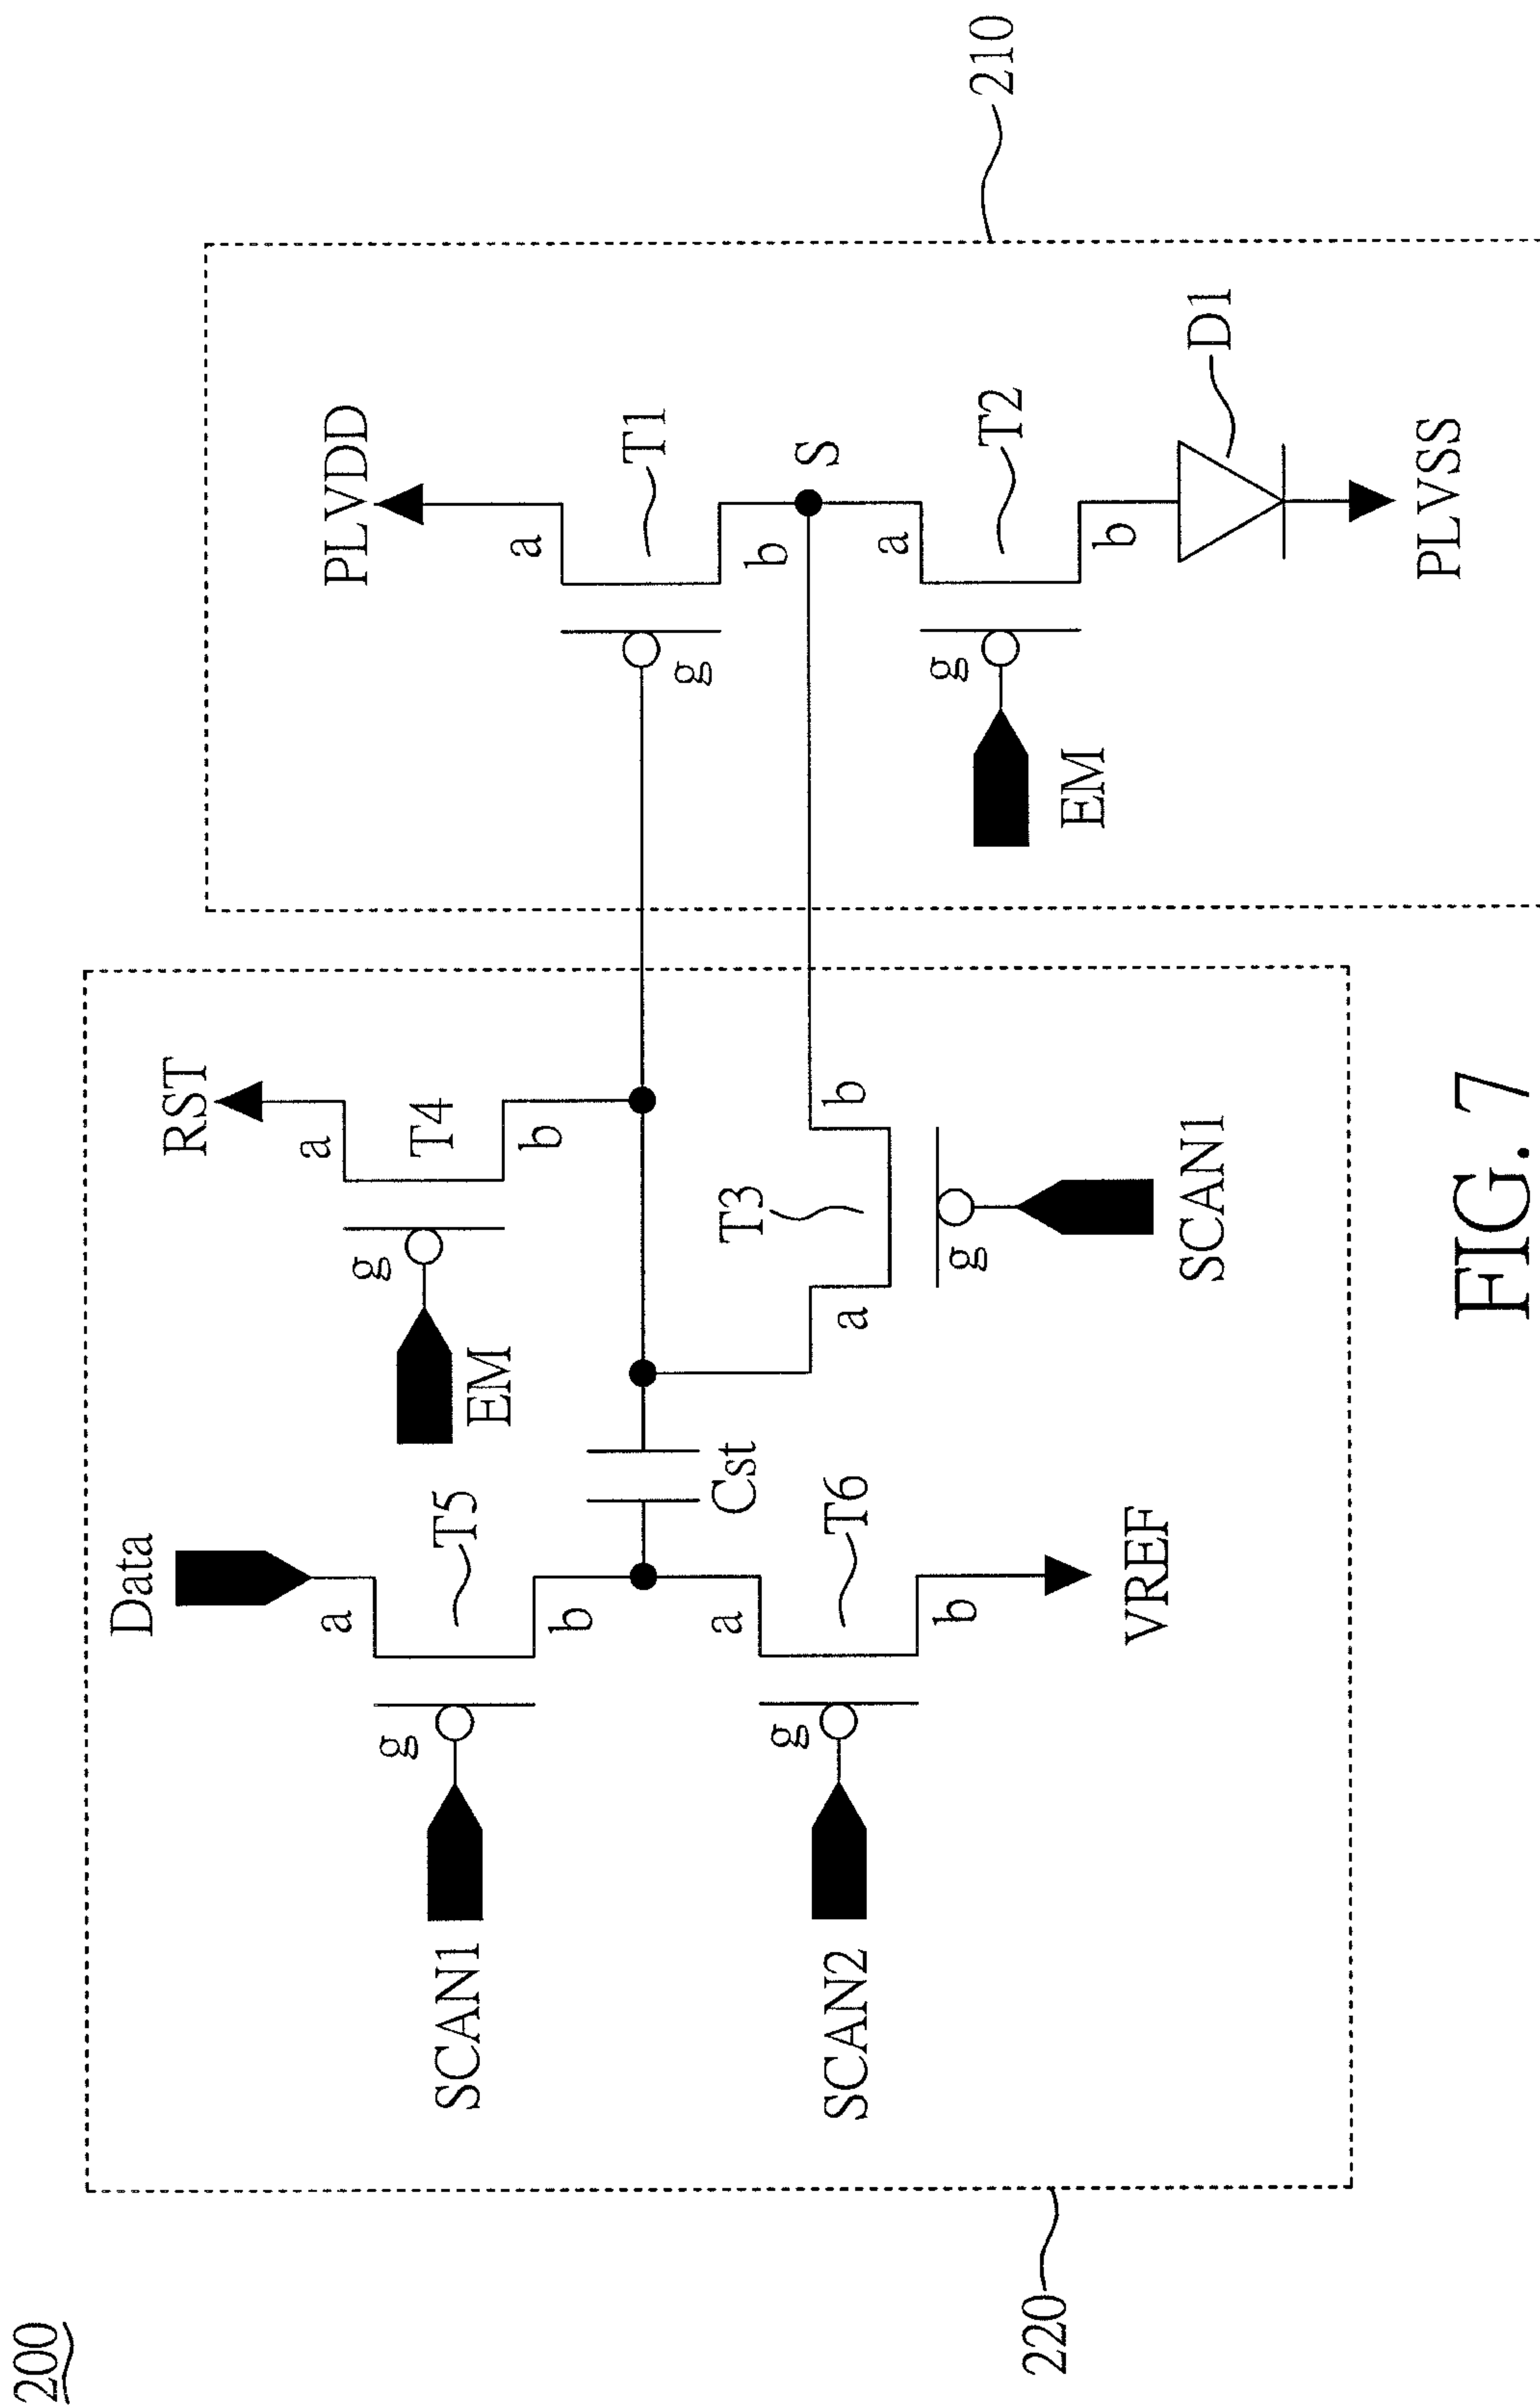 200
220
210
Data
SCAN1
g
a
b
T5
SCAN2
g
a
b
T6
VREF
Cst
RST
EM
g
a
T4
b
T3
a
b
g
SCAN1
PLVDD
a
T1
g
b
S
a
T2
g
b
EM
D1
PLVSS
FIG. 7